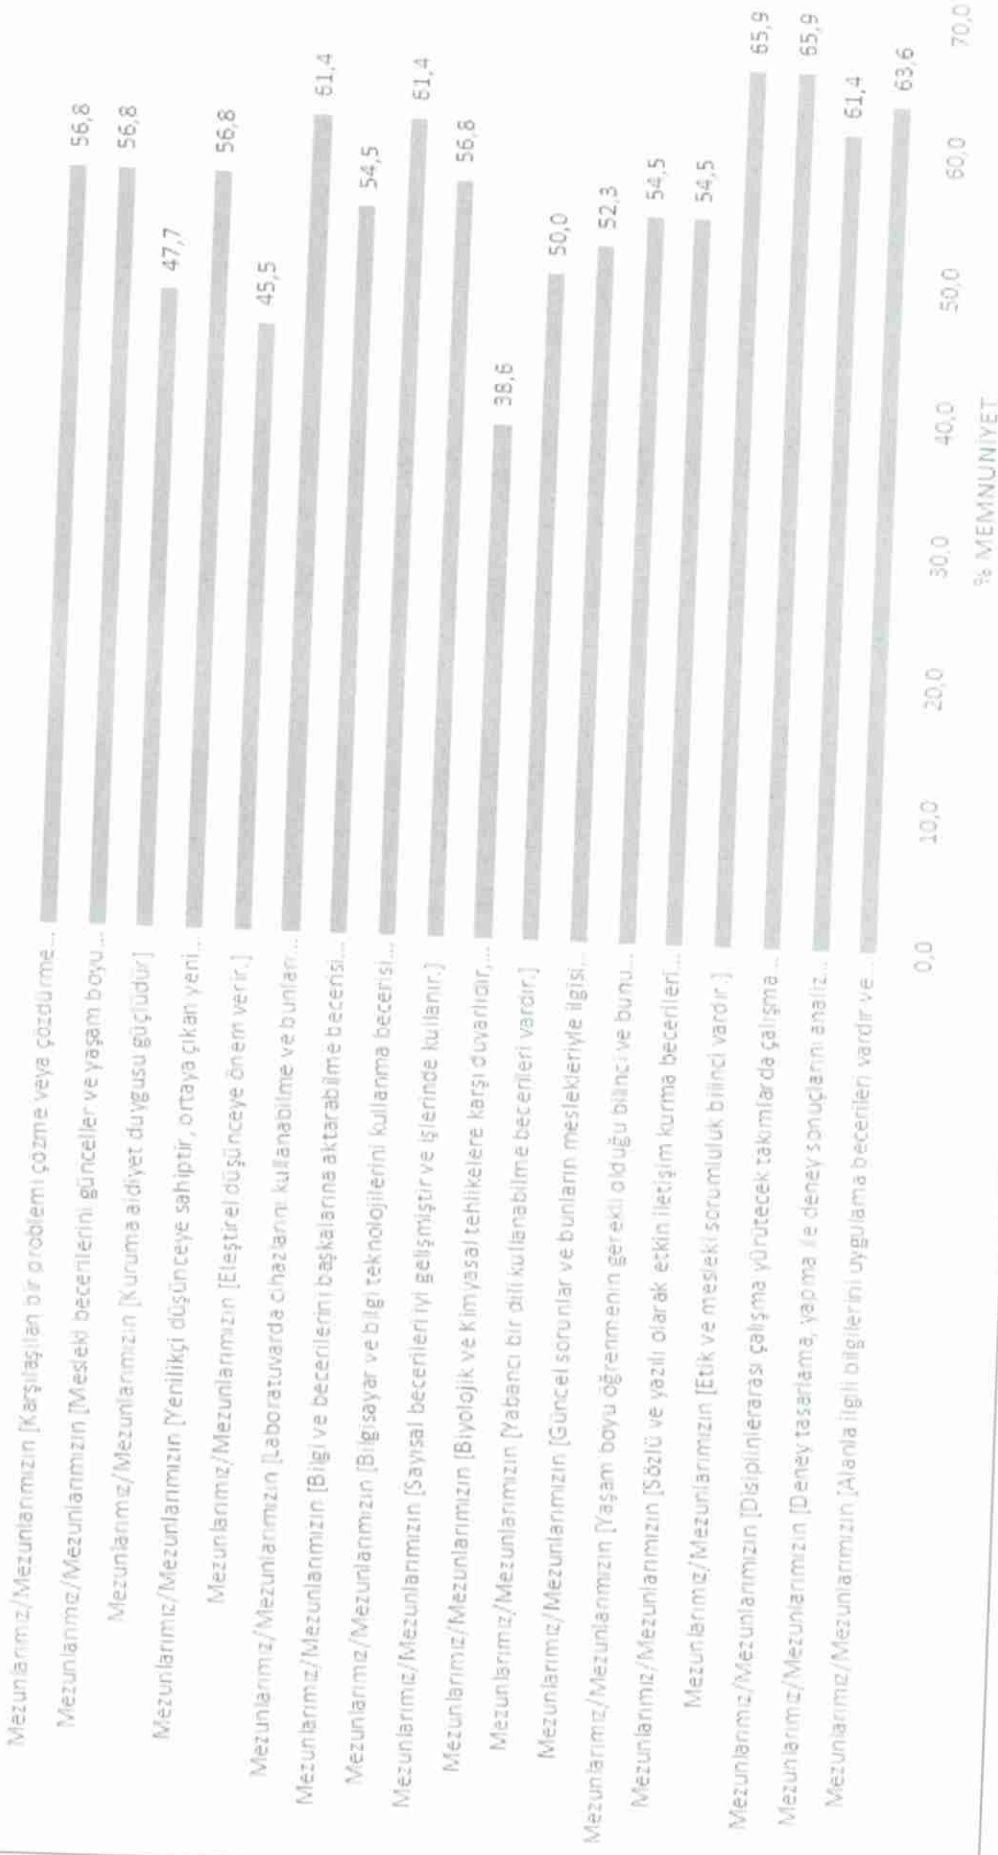 Mezunlarımız/Mezunlarımızın [Karşılaşılan bir problemi çözme veya çözdürme... 56,8
Mezunlarımız/Mezunlarımızın [Mesleki becerilerini günceller ve yaşam boyu... 56,8
Mezunlarımız/Mezunlarımızın [Kuruma aidiyet duygusu güçlüdür] 47,7
Mezunlarımız/Mezunlarımızın [Yenilikçi düşünceye sahiptir, ortaya çıkan yeni... 56,8
Mezunlarımız/Mezunlarımızın [Eleştirel düşünceye önem verir.] 45,5
Mezunlarımız/Mezunlarımızın [Laboratuvarda cihazlarını kullanabilme ve bunları... 61,4
Mezunlarımız/Mezunlarımızın [Bilgi ve becerilerini başkalarına aktarabilme becerisi... 54,5
Mezunlarımız/Mezunlarımızın [Bilgisayar ve bilgi teknolojilerini kullanma becerisi... 61,4
Mezunlarımız/Mezunlarımızın [Sayısal becerileri iyi gelişmiştir ve işlerinde kullanır.] 56,8
Mezunlarımız/Mezunlarımızın [Biyolojik ve Kimyasal tehlikelere karşı duyarlıdır,... 38,6
Mezunlarımız/Mezunlarımızın [Yabancı bir dili kullanabilme becerileri vardır.] 50,0
Mezunlarımız/Mezunlarımızın [Güncel sorunlar ve bunların meslekleriyle ilgisi... 52,3
Mezunlarımız/Mezunlarımızın [Yaşam boyu öğrenmenin gerekli olduğu bilinci ve bunu... 54,5
Mezunlarımız/Mezunlarımızın [Sözlü ve yazılı olarak etkin iletişim kurma becerileri... 54,5
Mezunlarımız/Mezunlarımızın [Etik ve mesleki sorumluluk bilinci vardır.] 65,9
Mezunlarımız/Mezunlarımızın [Disiplinlerarası çalışma yürütecek takımlarda çalışma... 65,9
Mezunlarımız/Mezunlarımızın [Deney tasarlama, yapma ile deney sonuçlarını analiz... 61,4
Mezunlarımız/Mezunlarımızın [Alanla ilgili bilgilerini uygulama becerileri vardır ve... 63,6
0,0 10,0 20,0 30,0 40,0 50,0 60,0 70,0
% MEMNUNİYET